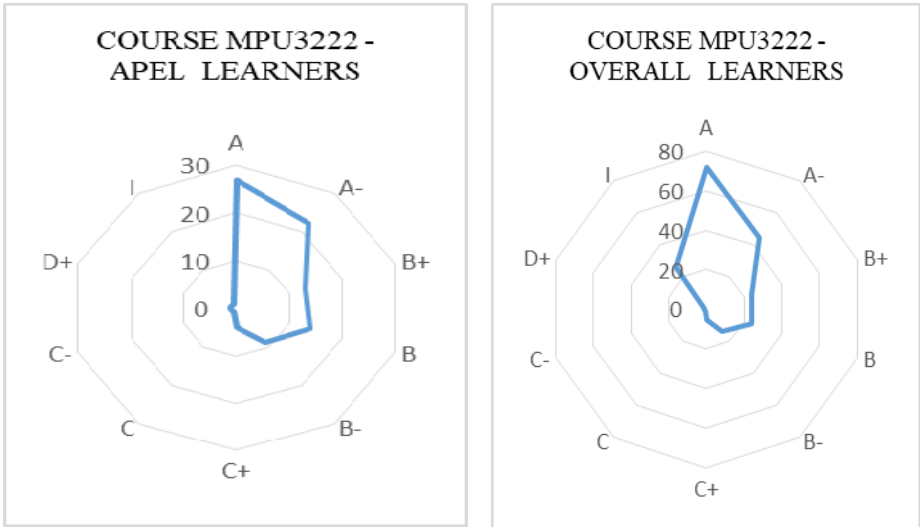 COURSE MPU3222 -
APEL LEARNERS
A
30
I
A-
20
D+
B+
10
0
C-
B
C
B-
C+
COURSE MPU3222 -
OVERALL LEARNERS
A
80
I
A-
60
40
D+
B+
20
0
C-
B
C
B-
C+